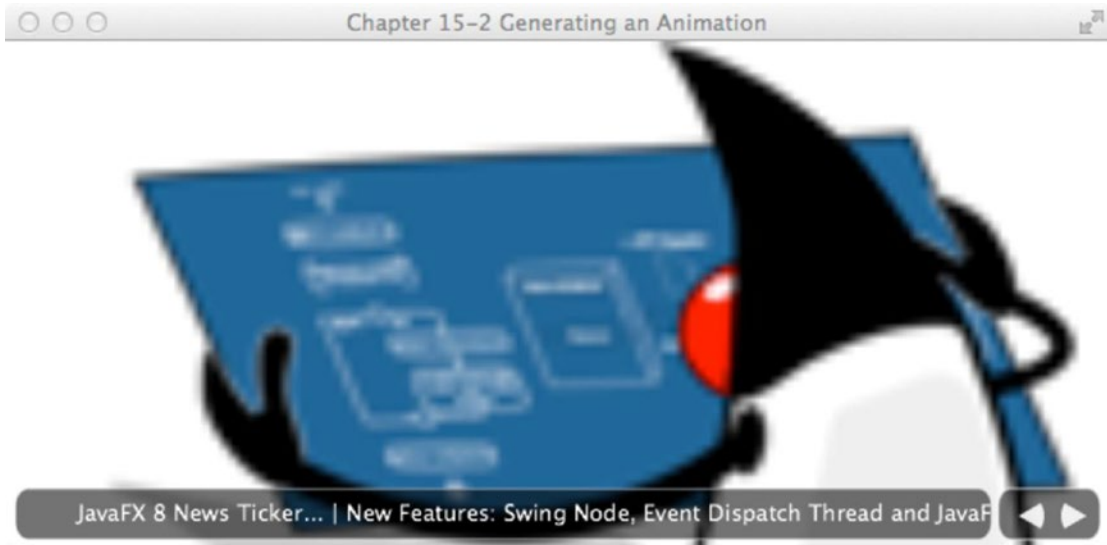 Chapter 15-2 Generating an Animation
JavaFX 8 News Ticker... | New Features: Swing Node, Event Dispatch Thread and JavaF